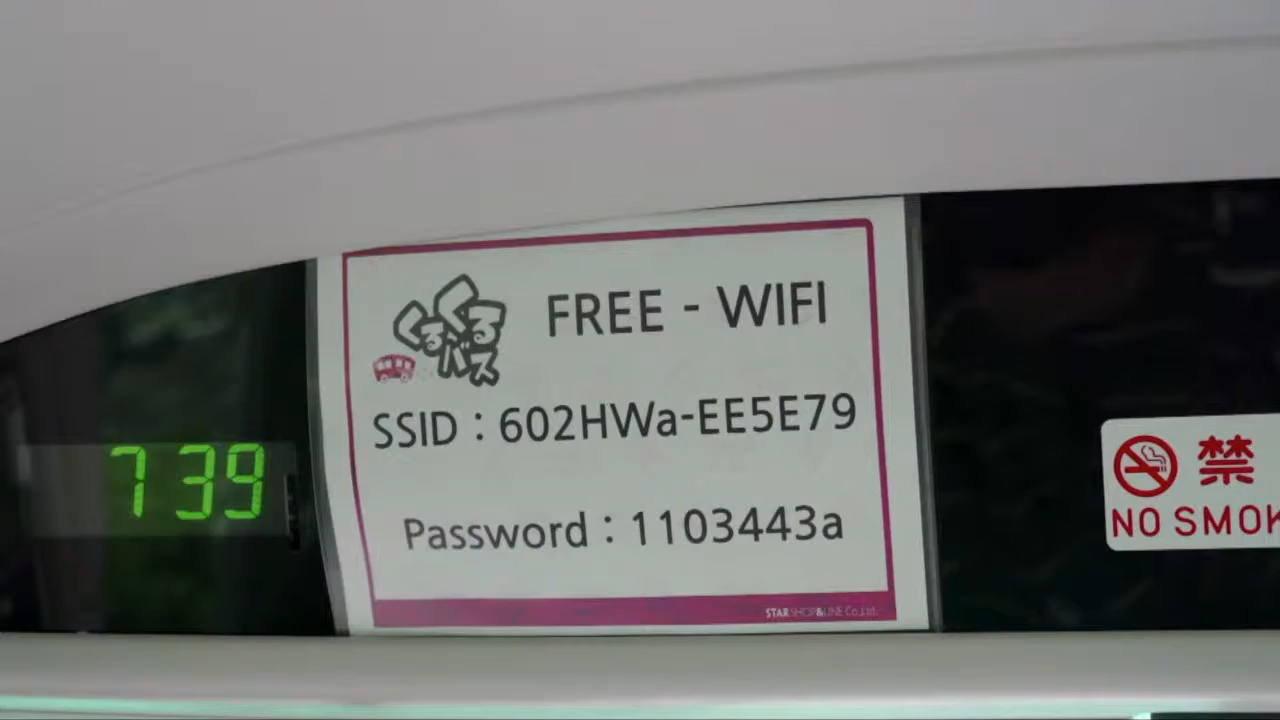 くるくるバス
FREE - WIFI
SSID : 602HWa-EE5E79
Password : 1103443a
STAR SHOP&LINE Co.,Ltd.
7 39
禁
NO SMOK